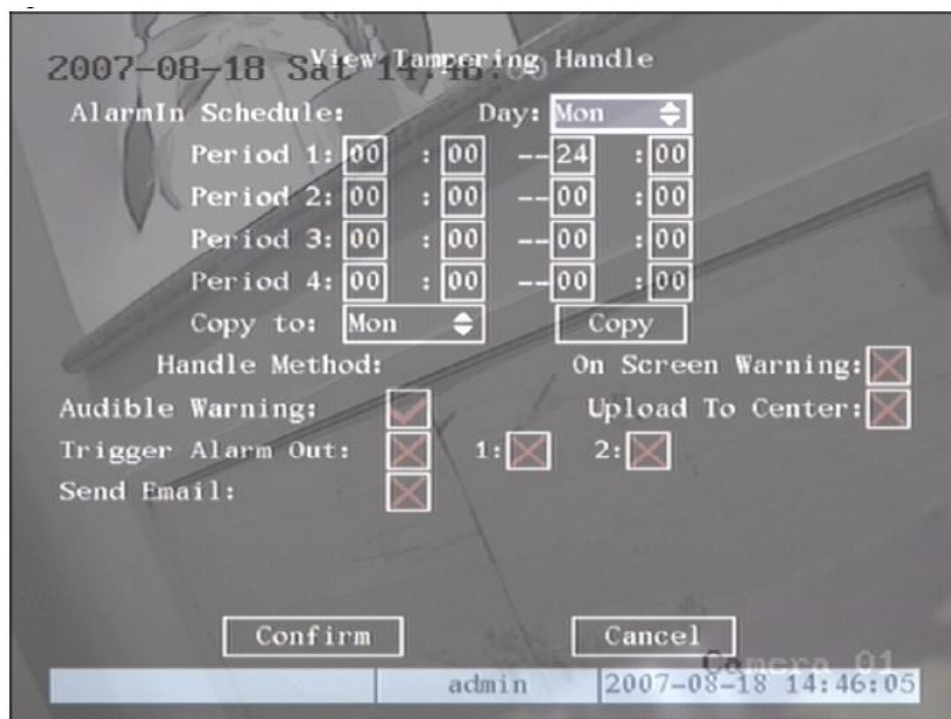 View Tampering Handle
2007-08-18 Sat 14:46:
AlarmIn Schedule: Day: Mon
Period 1: 00 : 00 --24 : 00
Period 2: 00 : 00 --00 : 00
Period 3: 00 : 00 --00 : 00
Period 4: 00 : 00 --00 : 00
Copy to: Mon Copy
Handle Method: On Screen Warning:
Audible Warning: Upload To Center:
Trigger Alarm Out: 1: 2:
Send Email:
Confirm Cancel
Camera 01
admin 2007-08-18 14:46:05